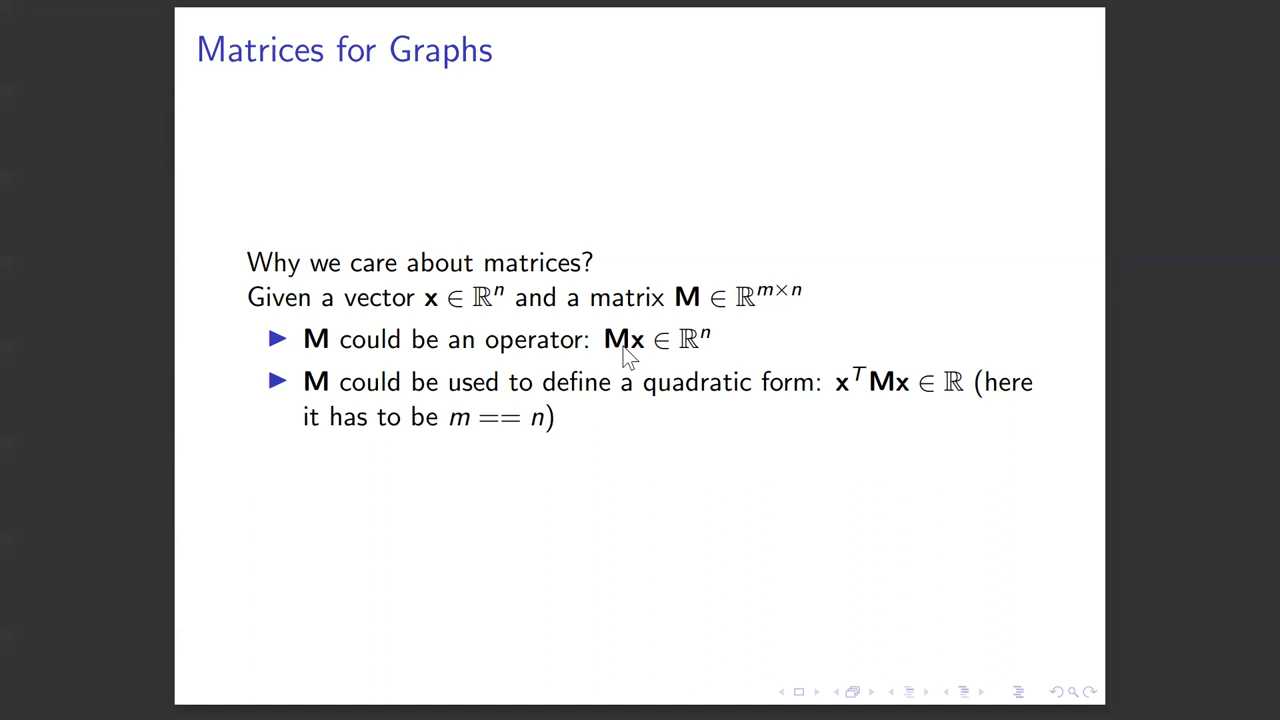 Matrices for Graphs
Why we care about matrices?
Given a vector x ∈ ℝⁿ and a matrix M ∈ ℝᵐˣⁿ
▶ M could be an operator: Mx ∈ ℝⁿ
▶ M could be used to define a quadratic form: xᵀMx ∈ ℝ (here
it has to be m == n)